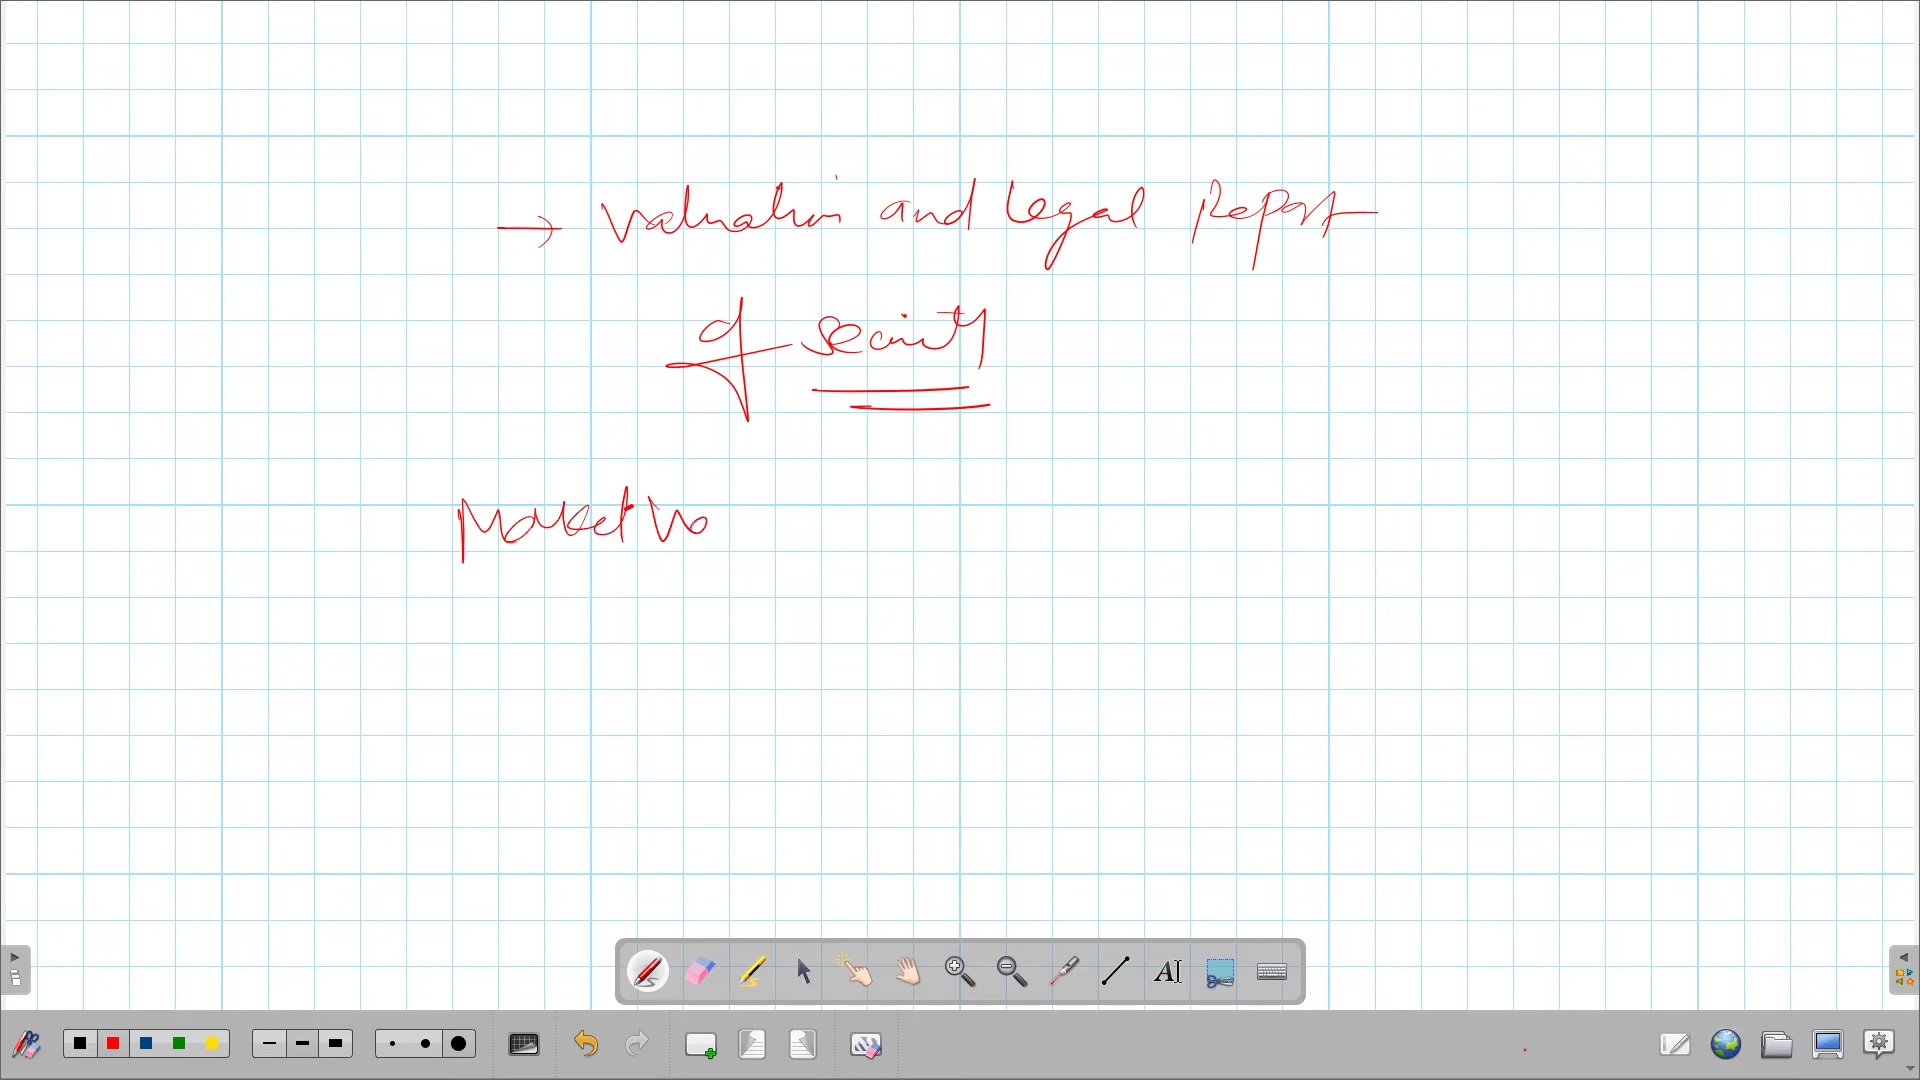 → Valuation and Legal Report
of security
Market Va